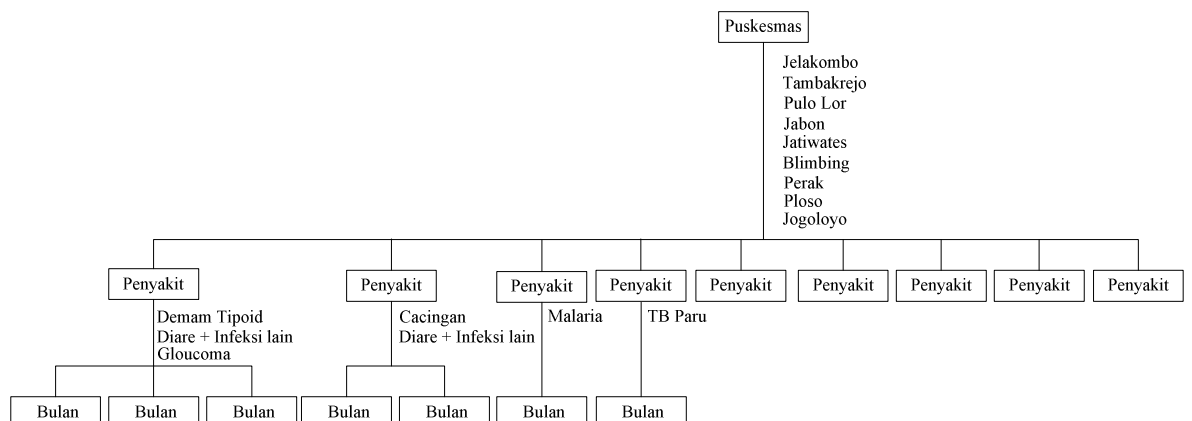 Puskesmas
Jelakombo
Tambakrejo
Pulo Lor
Jabon
Jatiwates
Blimbing
Perak
Ploso
Jogoloyo
Penyakit
Penyakit
Penyakit
Penyakit
Penyakit
Penyakit
Penyakit
Penyakit
Penyakit
Demam Tipoid
Diare + Infeksi lain
Gloucoma
Cacingan
Diare + Infeksi lain
Malaria
TB Paru
Bulan
Bulan
Bulan
Bulan
Bulan
Bulan
Bulan